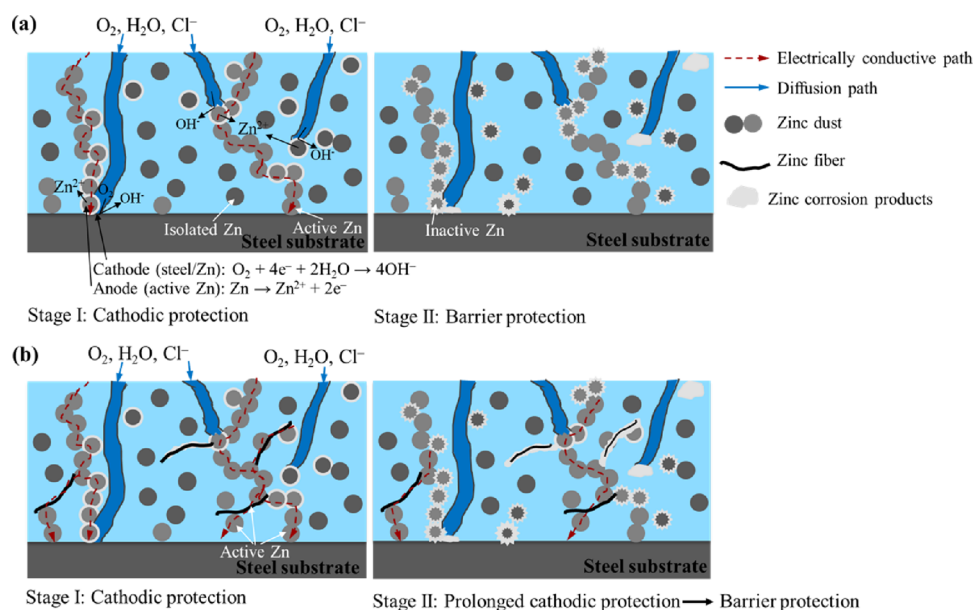 (a)
O₂, H₂O, Cl⁻
O₂, H₂O, Cl⁻
OH⁻
Zn²⁺
OH⁻
Zn²⁺
O₂
OH⁻
Isolated Zn
Active Zn
Steel substrate
Cathode (steel/Zn): O₂ + 4e⁻ + 2H₂O → 4OH⁻
Anode (active Zn): Zn → Zn²⁺ + 2e⁻
Stage I: Cathodic protection
Inactive Zn
Steel substrate
Stage II: Barrier protection
Electrically conductive path
Diffusion path
Zinc dust
Zinc fiber
Zinc corrosion products
(b)
O₂, H₂O, Cl⁻
O₂, H₂O, Cl⁻
Active Zn
Steel substrate
Stage I: Cathodic protection
Steel substrate
Stage II: Prolonged cathodic protection → Barrier protection